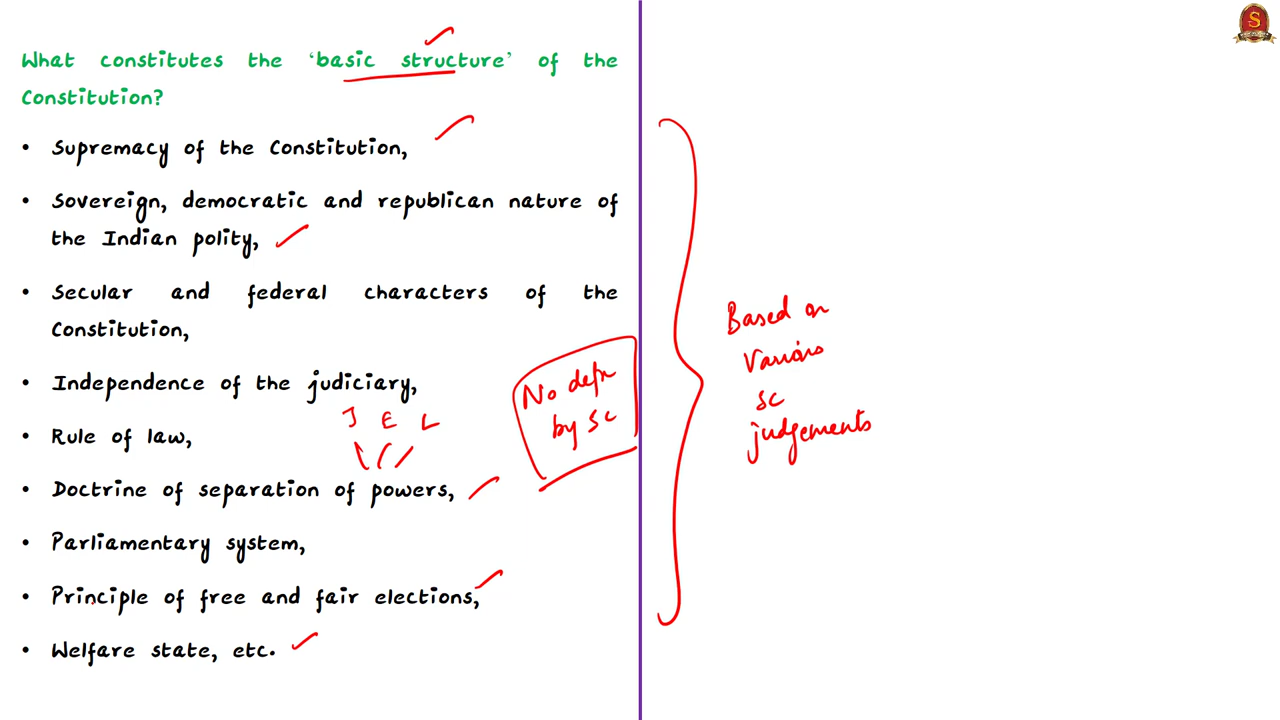 What constitutes the ‘basic structure’ of the
Constitution?
• Supremacy of the Constitution,
• Sovereign, democratic and republican nature of
the Indian polity,
• Secular and federal characters of the
Constitution,
• Independence of the judiciary,
J E L
• Rule of law,
• Doctrine of separation of powers,
• Parliamentary system,
• Principle of free and fair elections,
• Welfare state, etc.
No defn
by SC
Based on
Various
SC
judgements
S